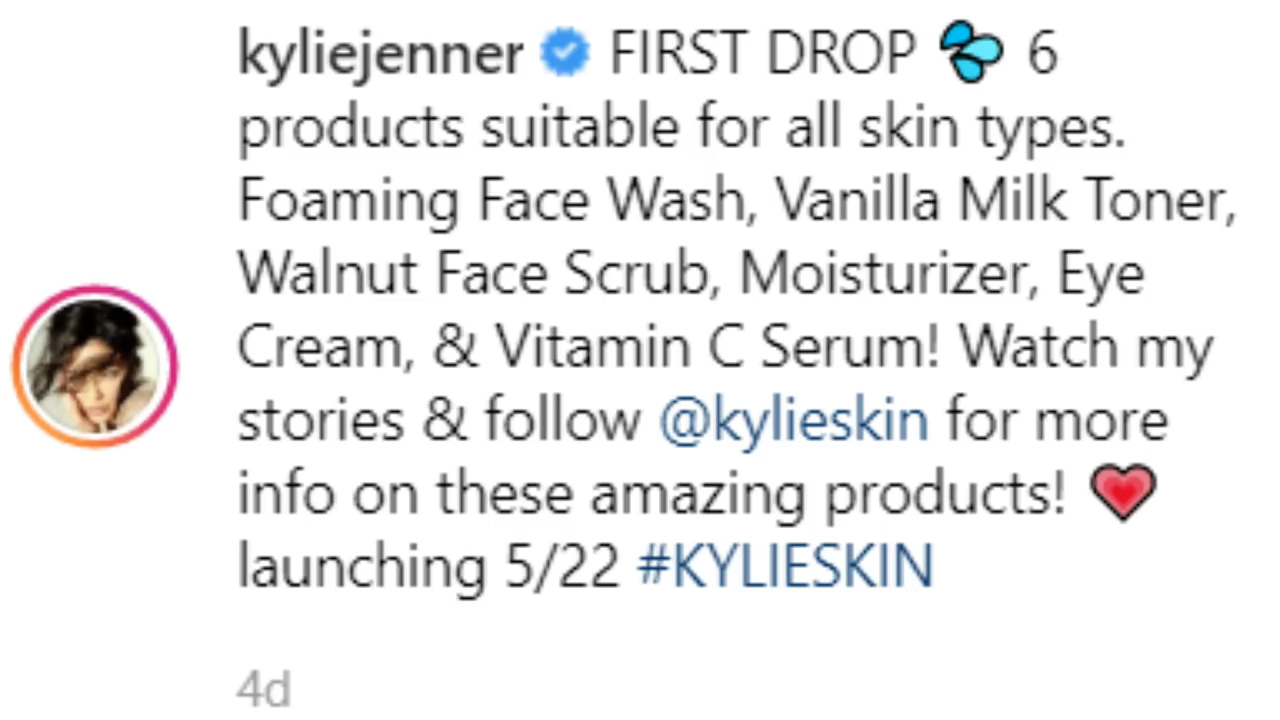 kyliejenner FIRST DROP 💦 6
products suitable for all skin types.
Foaming Face Wash, Vanilla Milk Toner,
Walnut Face Scrub, Moisturizer, Eye
Cream, & Vitamin C Serum! Watch my
stories & follow @kylieskin for more
info on these amazing products! 💗
launching 5/22 #KYLIESKIN
4d